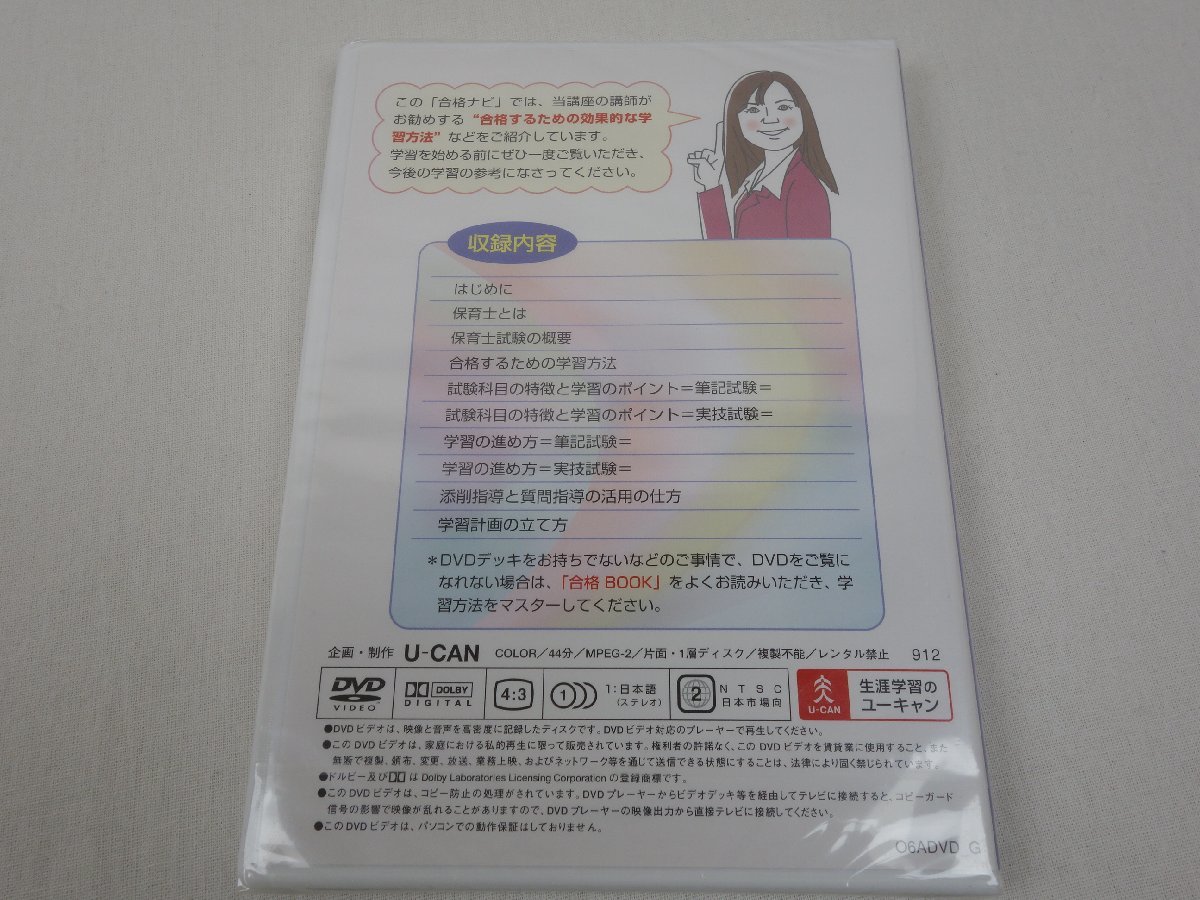 この「合格ナビ」では、当講座の講師が
お勧めする“合格するための効果的な学
習方法”などをご紹介しています。
学習を始める前にぜひ一度ご覧いただき、
今後の学習の参考になさってください。
収録内容
はじめに
保育士とは
保育士試験の概要
合格するための学習方法
試験科目の特徴と学習のポイント＝筆記試験＝
試験科目の特徴と学習のポイント＝実技試験＝
学習の進め方＝筆記試験＝
学習の進め方＝実技試験＝
添削指導と質問指導の活用の仕方
学習計画の立て方
＊DVDデッキをお持ちでないなどのご事情で、DVDをご覧に
なれない場合は、「合格 BOOK」をよくお読みいただき、学
習方法をマスターしてください。
企画・制作 U-CAN COLOR／44分／MPEG-2／片面・1層ディスク／複製不能／レンタル禁止 912
DVD VIDEO DOLBY DIGITAL 4:3 1 1：日本語 (ステレオ) 2 NTSC 日本市場向 U-CAN 生涯学習のユーキャン
●DVDビデオは、映像と音声を高密度に記録したディスクです。DVDビデオ対応のプレーヤーで再生してください。
●このDVDビデオは、家庭における私的再生に限って販売されています。権利者の許諾なく、このDVDビデオを賃貸業に使用すること、また
無断で複製、頒布、変更、放送、業務上映、およびネットワーク等を通じて送信できる状態にすることは、法律により固く禁じられています。
●ドルビー及びDDはDolby Laboratories Licensing Corporationの登録商標です。
●このDVDビデオは、コピー防止の処理がされています。DVDプレーヤーからビデオデッキ等を経由してテレビに接続すると、コピーガード
信号の影響で映像が乱れることがありますので、DVDプレーヤーの映像出力から直接テレビに接続してください。
●このDVDビデオは、パソコンでの動作保証はしておりません。
O6ADVD_G